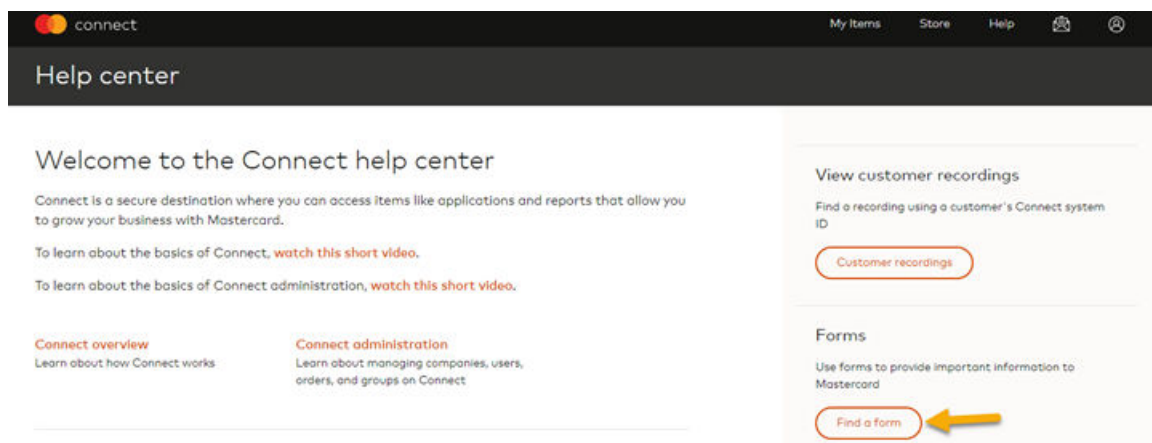 connect
My Items Store Help
Help center
Welcome to the Connect help center
Connect is a secure destination where you can access items like applications and reports that allow you
to grow your business with Mastercard.
To learn about the basics of Connect, watch this short video.
To learn about the basics of Connect administration, watch this short video.
Connect overview
Learn about how Connect works
Connect administration
Learn about managing companies, users,
orders, and groups on Connect
View customer recordings
Find a recording using a customer's Connect system
ID
Customer recordings
Forms
Use forms to provide important information to
Mastercard
Find a form